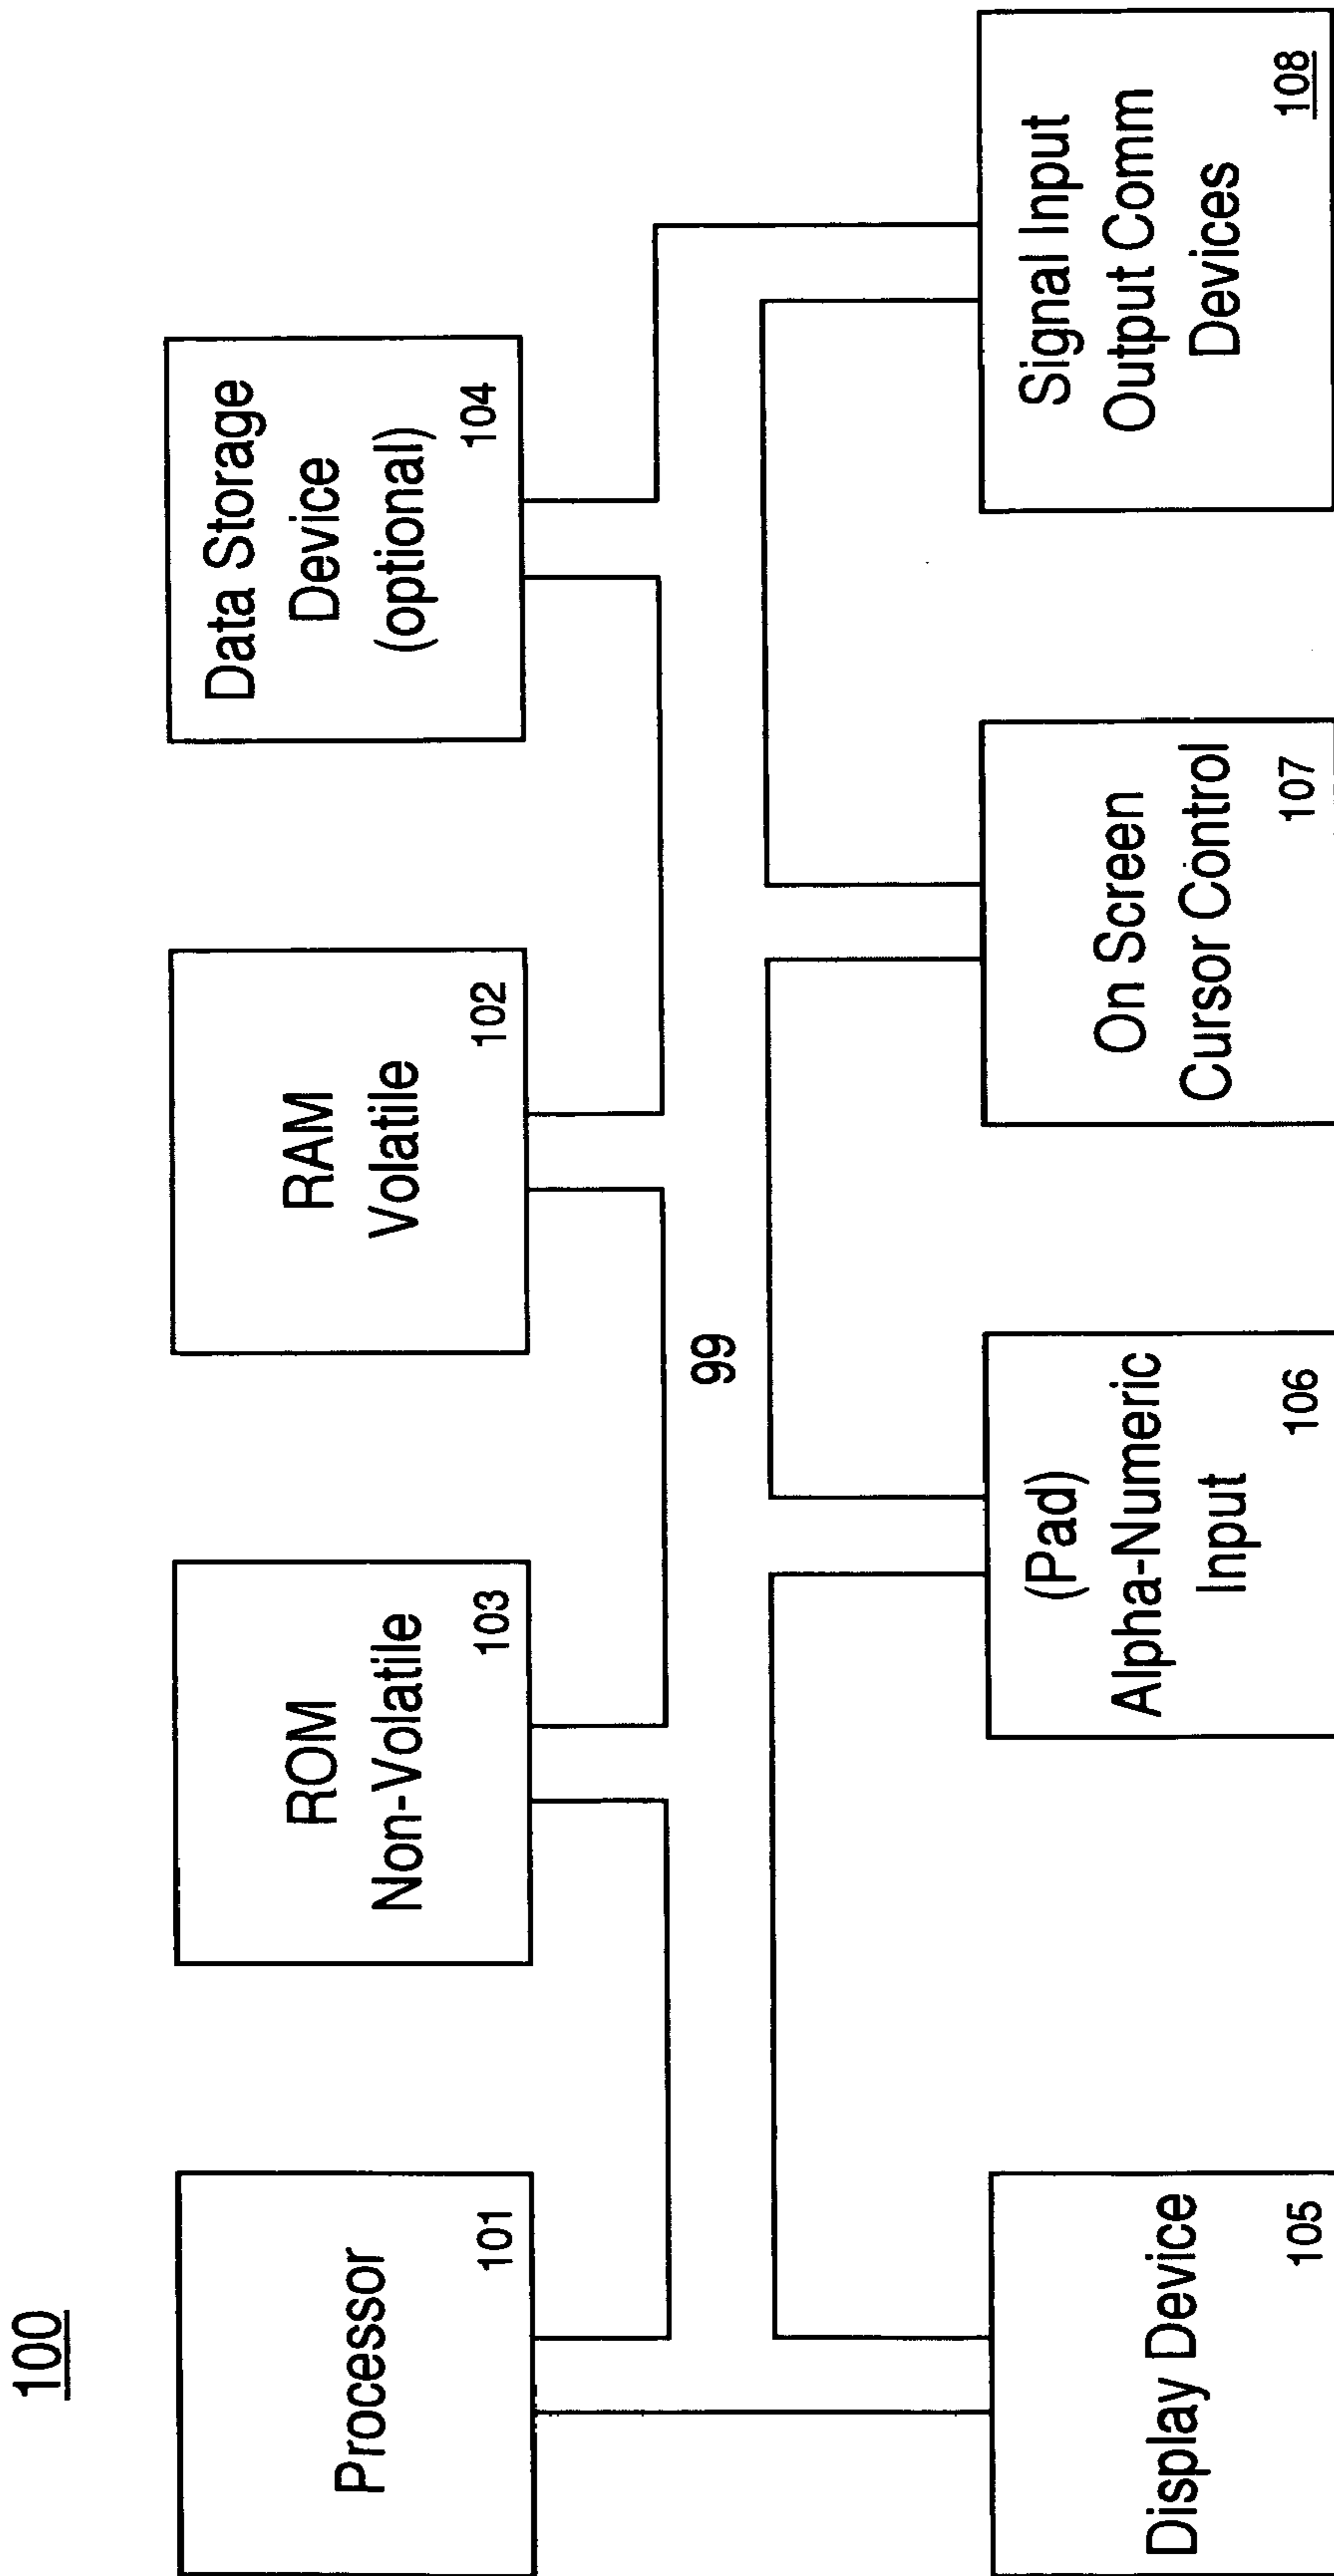 100
Processor
101
ROM
Non-Volatile
103
RAM
Volatile
102
Data Storage
Device
(optional)
104
99
Display Device
105
(Pad)
Alpha-Numeric
Input
106
On Screen
Cursor Control
107
Signal Input
Output Comm
Devices
108